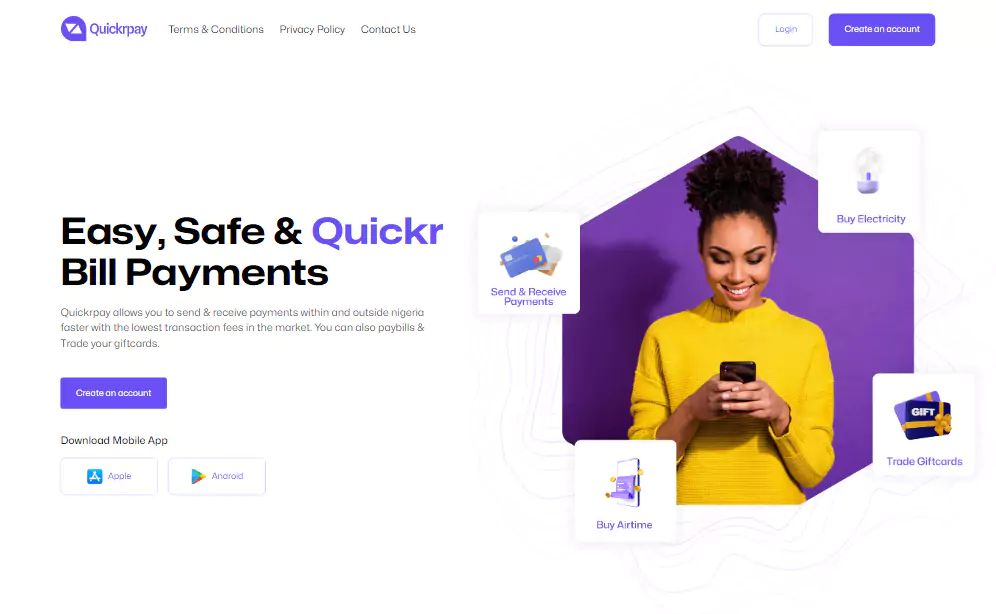 Quickrpay
Terms & Conditions
Privacy Policy
Contact Us
Login
Create an account
Easy, Safe & Quickr
Bill Payments
Quickrpay allows you to send & receive payments within and outside nigeria
faster with the lowest transaction fees in the market. You can also paybills &
Trade your giftcards.
Create an account
Download Mobile App
Apple
Android
Buy Electricity
Send & Receive
Payments
GIFT
Trade Giftcards
Buy Airtime